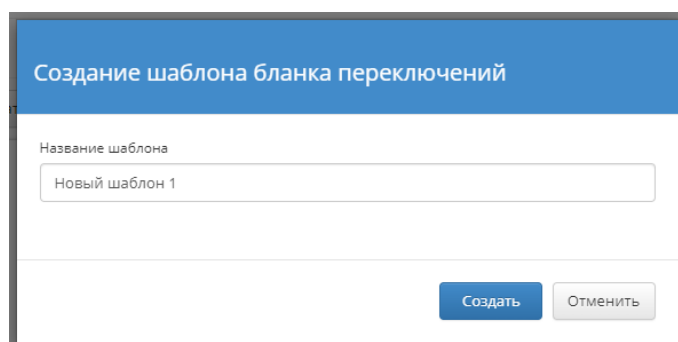 Создание шаблона бланка переключений
Название шаблона
Новый шаблон 1
Создать Отменить